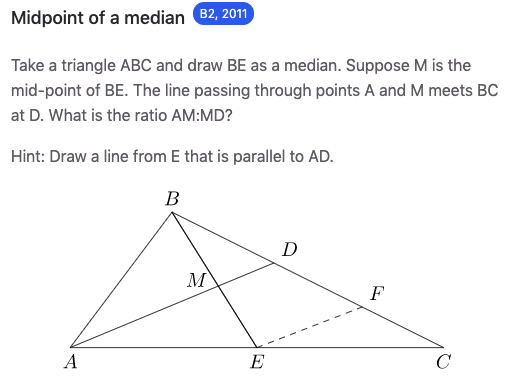 Midpoint of a median B2, 2011
Take a triangle ABC and draw BE as a median. Suppose M is the
mid-point of BE. The line passing through points A and M meets BC
at D. What is the ratio AM:MD?
Hint: Draw a line from E that is parallel to AD.
B
D
M
F
A E C